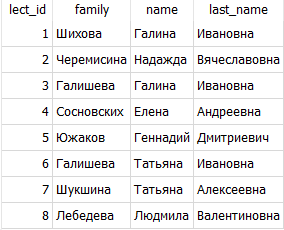 lect_id family name last_name
1 Шихова Галина Ивановна
2 Черемисина Надажда Вячеславовна
3 Галишева Галина Ивановна
4 Сосновских Елена Андреевна
5 Южаков Геннадий Дмитриевич
6 Галишева Татьяна Ивановна
7 Шукшина Татьяна Алексеевна
8 Лебедева Людмила Валентиновна